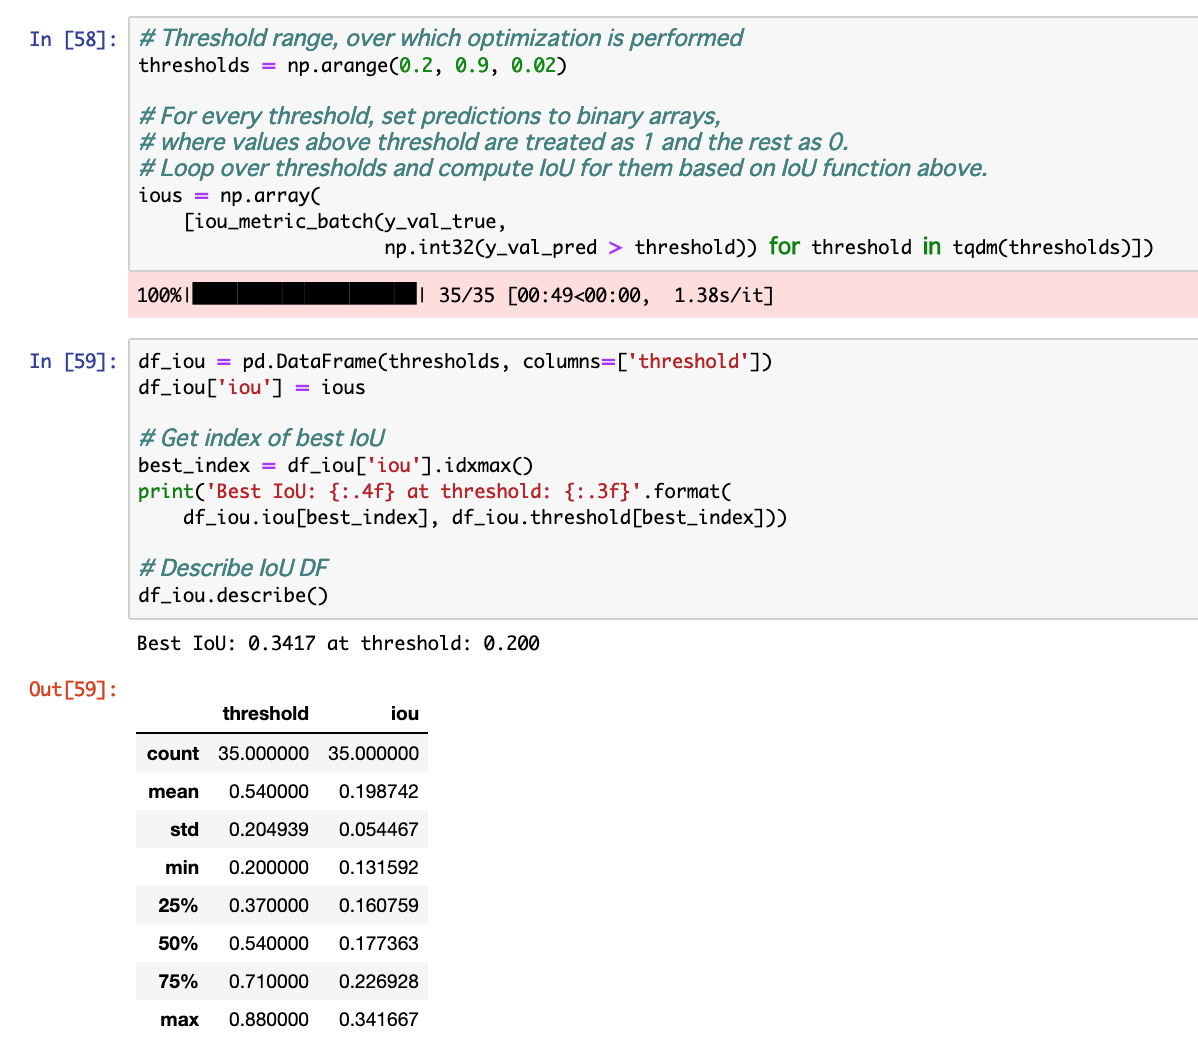 In [58]:
# Threshold range, over which optimization is performed
thresholds = np.arange(0.2, 0.9, 0.02)
# For every threshold, set predictions to binary arrays,
# where values above threshold are treated as 1 and the rest as 0.
# Loop over thresholds and compute IoU for them based on IoU function above.
ious = np.array(
[iou_metric_batch(y_val_true,
np.int32(y_val_pred > threshold)) for threshold in tqdm(thresholds)])
100%|██████████| 35/35 [00:49<00:00,  1.38s/it]
In [59]:
df_iou = pd.DataFrame(thresholds, columns=['threshold'])
df_iou['iou'] = ious
# Get index of best IoU
best_index = df_iou['iou'].idxmax()
print('Best IoU: {:.4f} at threshold: {:.3f}'.format(
df_iou.iou[best_index], df_iou.threshold[best_index]))
# Describe IoU DF
df_iou.describe()
Best IoU: 0.3417 at threshold: 0.200
Out[59]:
threshold iou
count 35.000000 35.000000
mean 0.540000 0.198742
std 0.204939 0.054467
min 0.200000 0.131592
25% 0.370000 0.160759
50% 0.540000 0.177363
75% 0.710000 0.226928
max 0.880000 0.341667